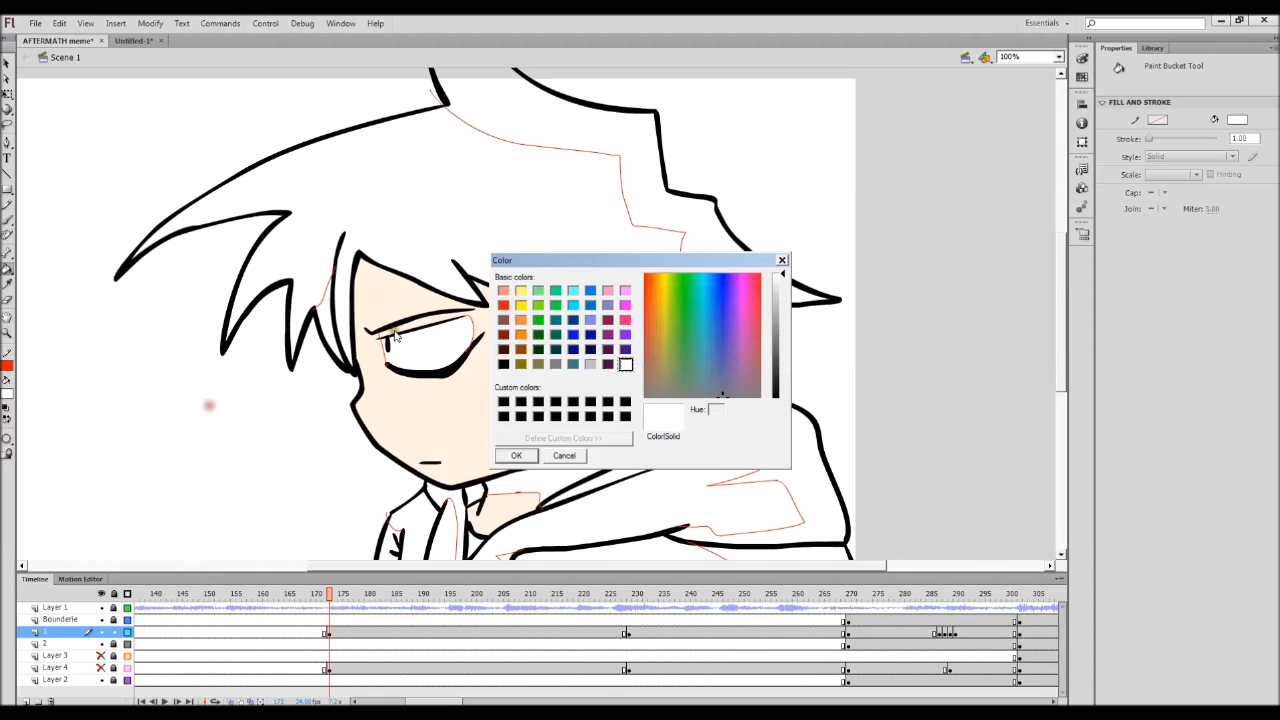 Fl File Edit View Insert Modify Text Commands Control Debug Window Help Essentials
AFTERMATH meme* × Untitled-1* ×
Scene 1 100%
Properties Library
Paint Bucket Tool
FILL AND STROKE
Stroke: 1.00
Style: Solid
Scale: Hinting
Cap:
Join: Miter: 3.00
Color
Basic colors:
Custom colors:
Hue:
Color|Solid
Define Custom Colors >>
OK Cancel
Timeline Motion Editor
140 145 150 155 160 165 170 175 180 185 190 195 200 205 210 215 220 225 230 235 240 245 250 255 260 265 270 275 280 285 290 295 300 305
Layer 1
Bounderie
1
2
Layer 3
Layer 4
Layer 2
173 24.00 fps 7.2 s